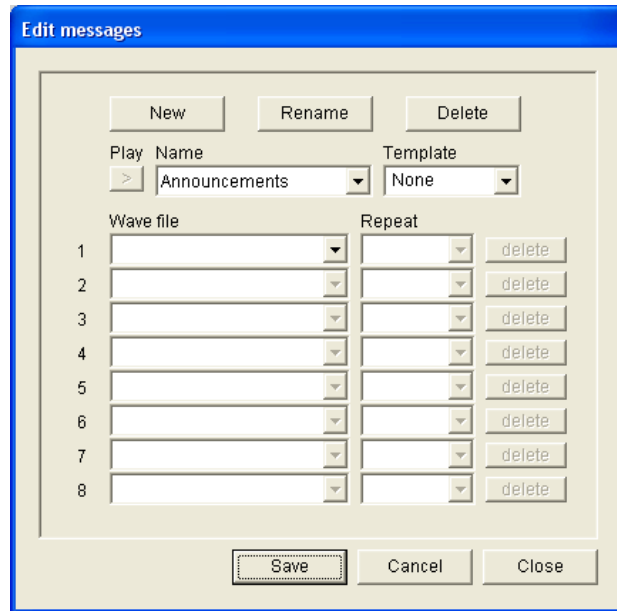 Edit messages
New Rename Delete
Play Name Template
> Announcements None
Wave file Repeat
1 delete
2 delete
3 delete
4 delete
5 delete
6 delete
7 delete
8 delete
Save Cancel Close